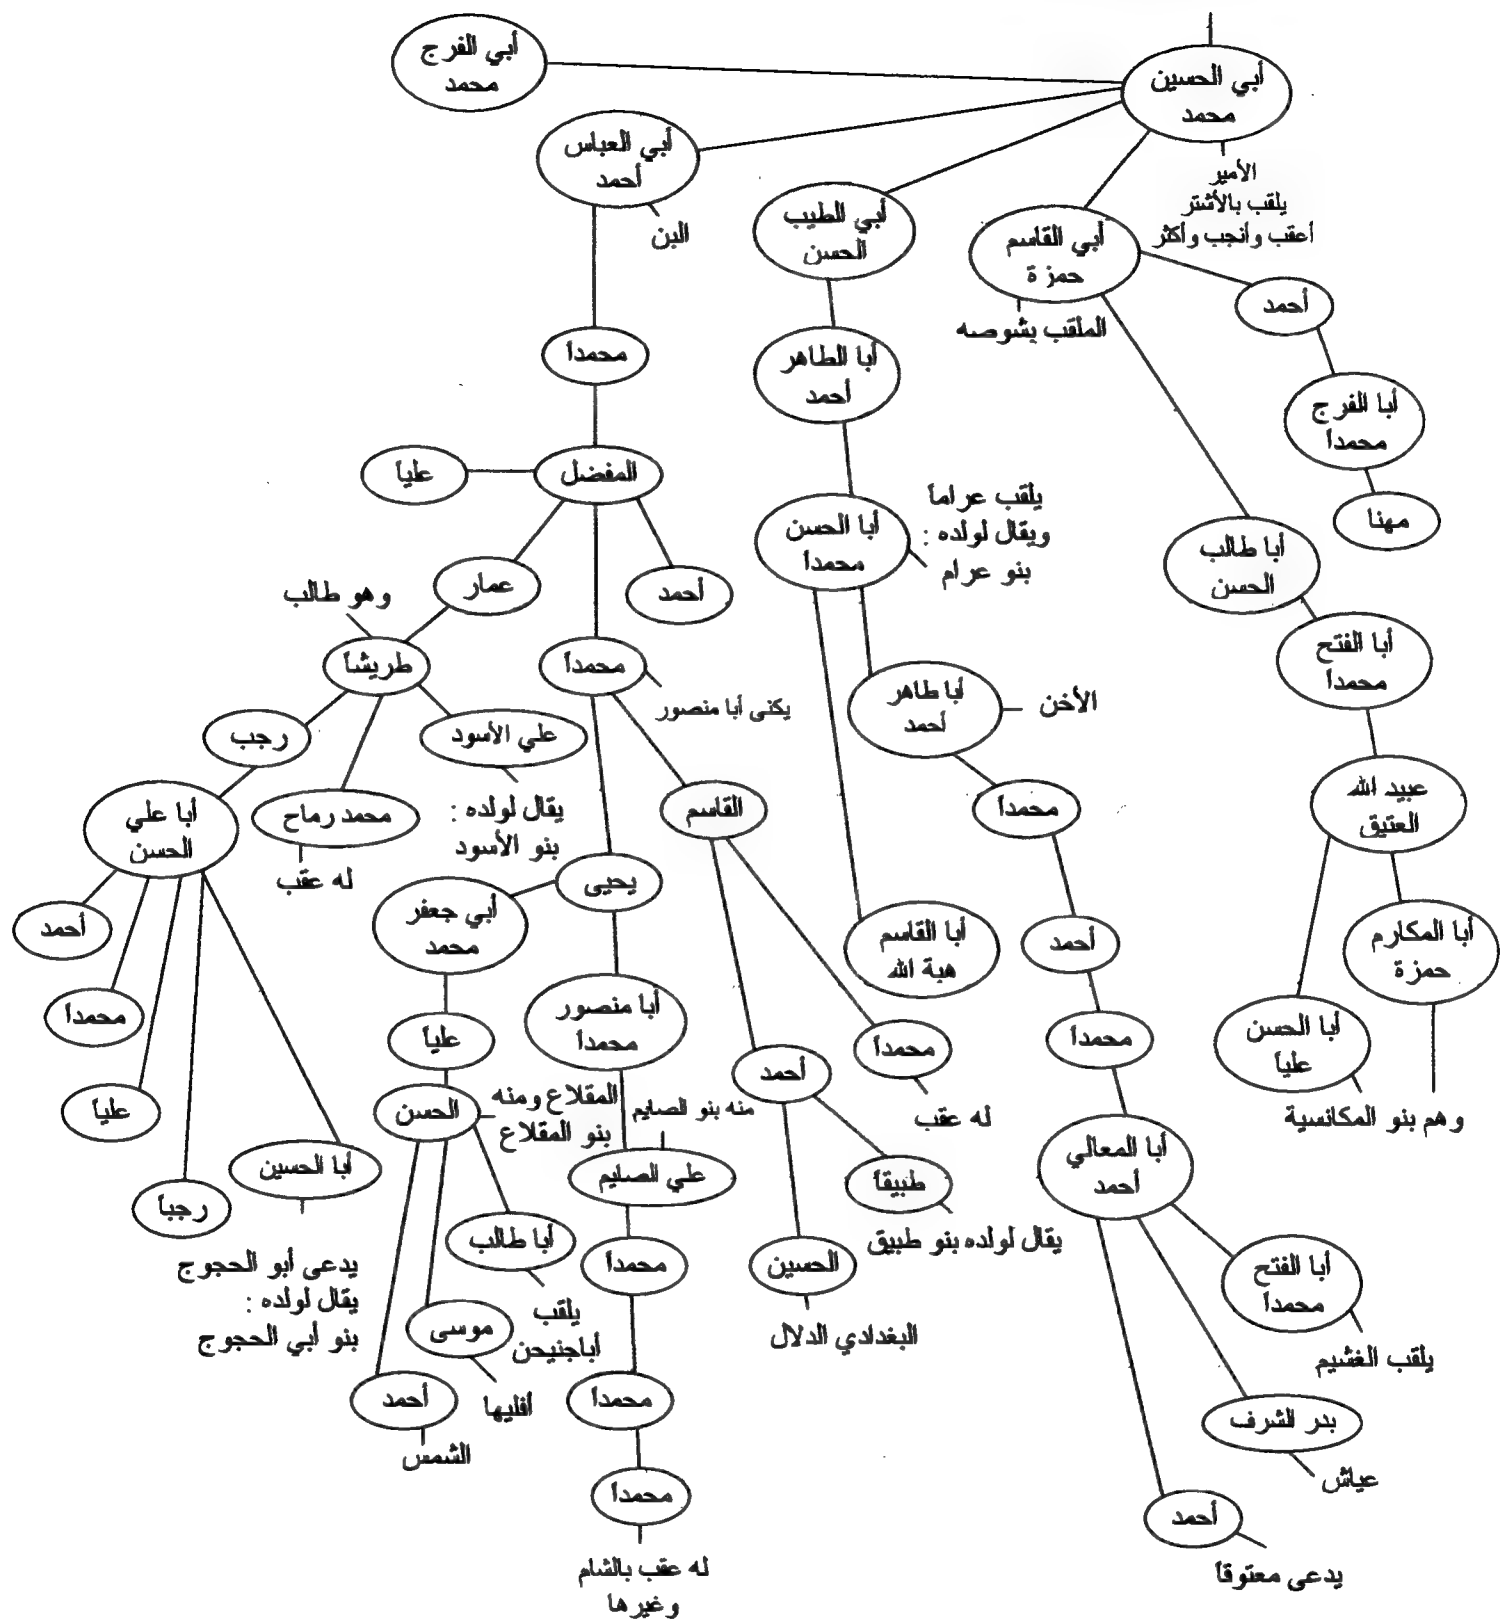 أبي الحسين
محمد
الأمير
يلقب بالأشتر
أعقب وأنجب وأكثر
أبي الفرج
محمد
أبي العباس
أحمد
البن
أبي الطيب
الحسن
أبي القاسم
حمزة
الملقب بشوصه
أحمد
أبا الفرج
محمداً
مهنا
أبا طالب
الحسن
أبا الفتح
محمداً
عبيد الله
العتيق
أبا المكارم
حمزة
أبا الحسن
علياً
وهم بنو المكانسية
أبا الطاهر
أحمد
أبا الحسن
محمداً
يلقب عراماً
ويقال لولده :
بنو عرام
أبا طاهر
أحمد
الأخن
أبا القاسم
هبة الله
محمداً
أحمد
محمداً
أبا المعالي
أحمد
أبا الفتح
محمداً
يلقب الغشيم
بدر الشرف
عياش
أحمد
يدعى معتوقاً
محمداً
المفضل
علياً
أحمد
عمار
محمداً
يكنى أبا منصور
وهو طالب
طريشاً
رجب
علي الأسود
يقال لولده :
بنو الأسود
محمد رماح
له عقب
أبا علي
الحسن
أحمد
محمداً
علياً
رجباً
أبا الحسين
يدعى أبو الحجوج
يقال لولده :
بنو أبي الحجوج
القاسم
يحيى
أبي جعفر
محمد
علياً
الحسن
المقلاع ومنه
بنو المقلاع
أبا طالب
يلقب
أباجنيحن
موسى
أفليها
أحمد
الشمس
أبا منصور
محمداً
منه بنو الصايم
علي الصايم
محمداً
محمداً
محمداً
له عقب بالشام
وغيرها
محمداً
له عقب
أحمد
طبيقاً
يقال لولده بنو طبيق
الحسين
البغدادي الدلال